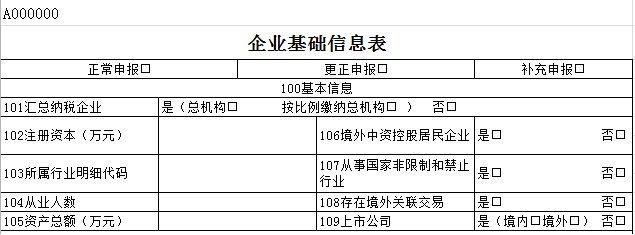 A000000
企业基础信息表
正常申报□ 更正申报□ 补充申报□
100基本信息
101汇总纳税企业 是（总机构□ 按比例缴纳总机构□ ） 否□
102注册资本（万元） 106境外中资控股居民企业 是□ 否□
103所属行业明细代码 107从事国家非限制和禁止
行业 是□ 否□
104从业人数 108存在境外关联交易 是□ 否□
105资产总额（万元） 109上市公司 是（境内□境外□） 否□